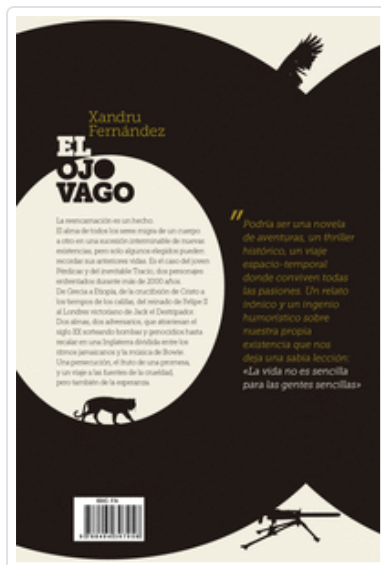 Xandru
Fernández
EL
OJO
VAGO
La reencarnación es un hecho.
El alma de todos los seres migra de un cuerpo
a otro en una sucesión interminable de nuevas
existencias, pero solo algunos elegidos pueden
recordar sus anteriores vidas. Es el caso del joven
Pérdicas y del inevitable Tracio, dos personajes
enfrentados durante más de 2000 años.
De Grecia a Etiopía, de la crucifixión de Cristo a
los tiempos de los califas, del reinado de Felipe II
al Londres victoriano de Jack el Destripador.
Dos almas, dos adversarios, que atraviesan el
siglo XX sorteando bombas y genocidios hasta
recalar en una Inglaterra dividida entre los
ritmos jamaicanos y la música de Bowie.
Una persecución, el fruto de una promesa,
y un viaje a las fuentes de la crueldad,
pero también de la esperanza.
"Podría ser una novela
de aventuras, un thriller
histórico, un viaje
espacio-temporal
donde conviven todas
las pasiones. Un relato
irónico y un ingenio
humorístico sobre
nuestra propia
existencia que nos
deja una sabia lección:
«La vida no es sencilla
para las gentes sencillas»